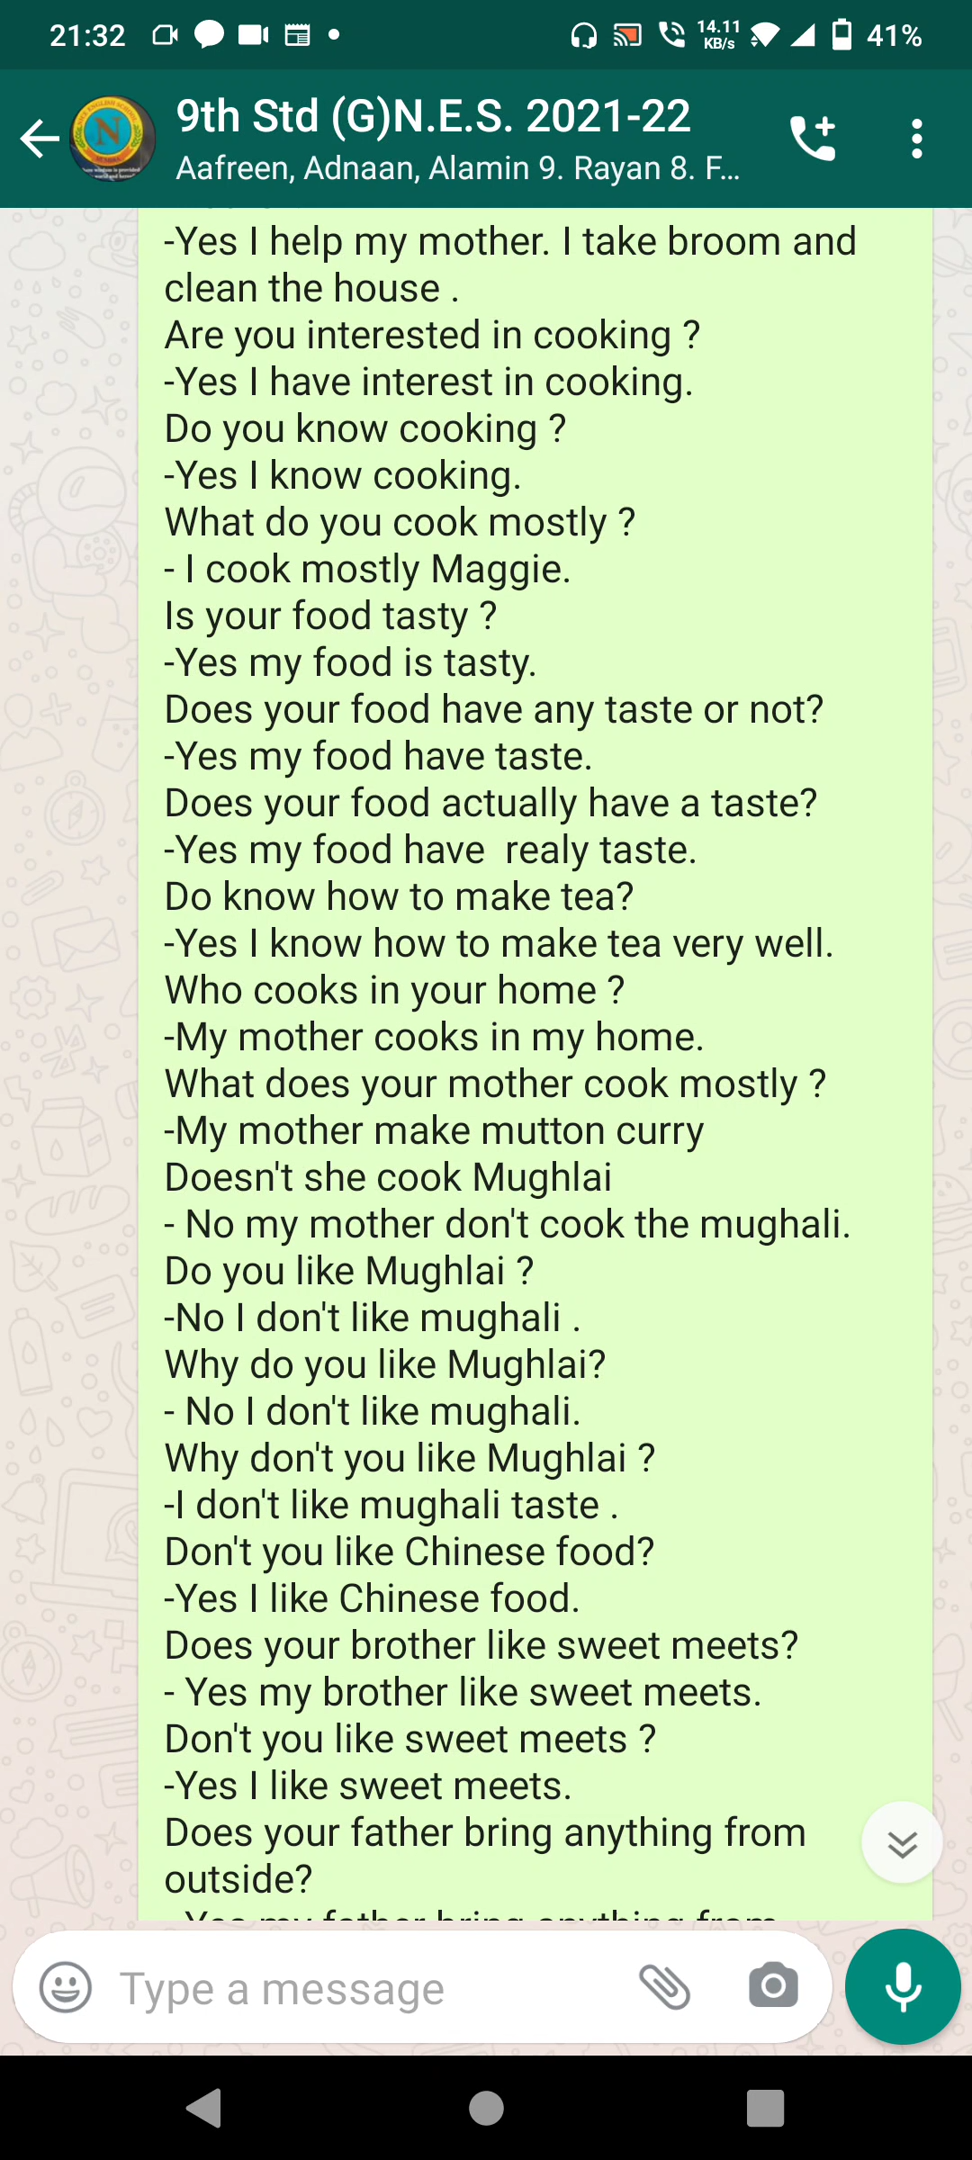 21:32
14.11
KB/s
41%
9th Std (G)N.E.S. 2021-22
Aafreen, Adnaan, Alamin 9. Rayan 8. F...
-Yes I help my mother. I take broom and
clean the house .
Are you interested in cooking ?
-Yes I have interest in cooking.
Do you know cooking ?
-Yes I know cooking.
What do you cook mostly ?
- I cook mostly Maggie.
Is your food tasty ?
-Yes my food is tasty.
Does your food have any taste or not?
-Yes my food have taste.
Does your food actually have a taste?
-Yes my food have  realy taste.
Do know how to make tea?
-Yes I know how to make tea very well.
Who cooks in your home ?
-My mother cooks in my home.
What does your mother cook mostly ?
-My mother make mutton curry
Doesn't she cook Mughlai
- No my mother don't cook the mughali.
Do you like Mughlai ?
-No I don't like mughali .
Why do you like Mughlai?
- No I don't like mughali.
Why don't you like Mughlai ?
-I don't like mughali taste .
Don't you like Chinese food?
-Yes I like Chinese food.
Does your brother like sweet meets?
- Yes my brother like sweet meets.
Don't you like sweet meets ?
-Yes I like sweet meets.
Does your father bring anything from
outside?
- Yes my father bring anything from
Type a message